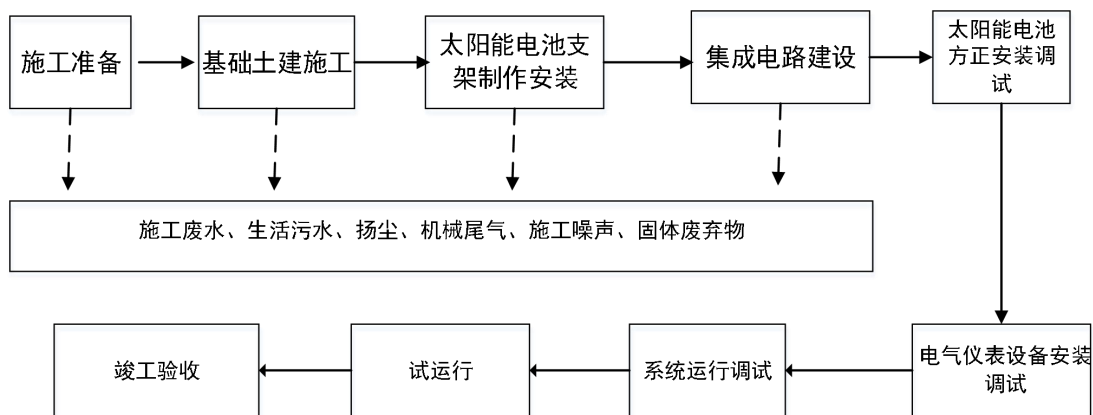 施工准备
基础土建施工
太阳能电池支
架制作安装
集成电路建设
太阳能电池
方正安装调
试
施工废水、生活污水、扬尘、机械尾气、施工噪声、固体废弃物
竣工验收
试运行
系统运行调试
电气仪表设备安装
调试